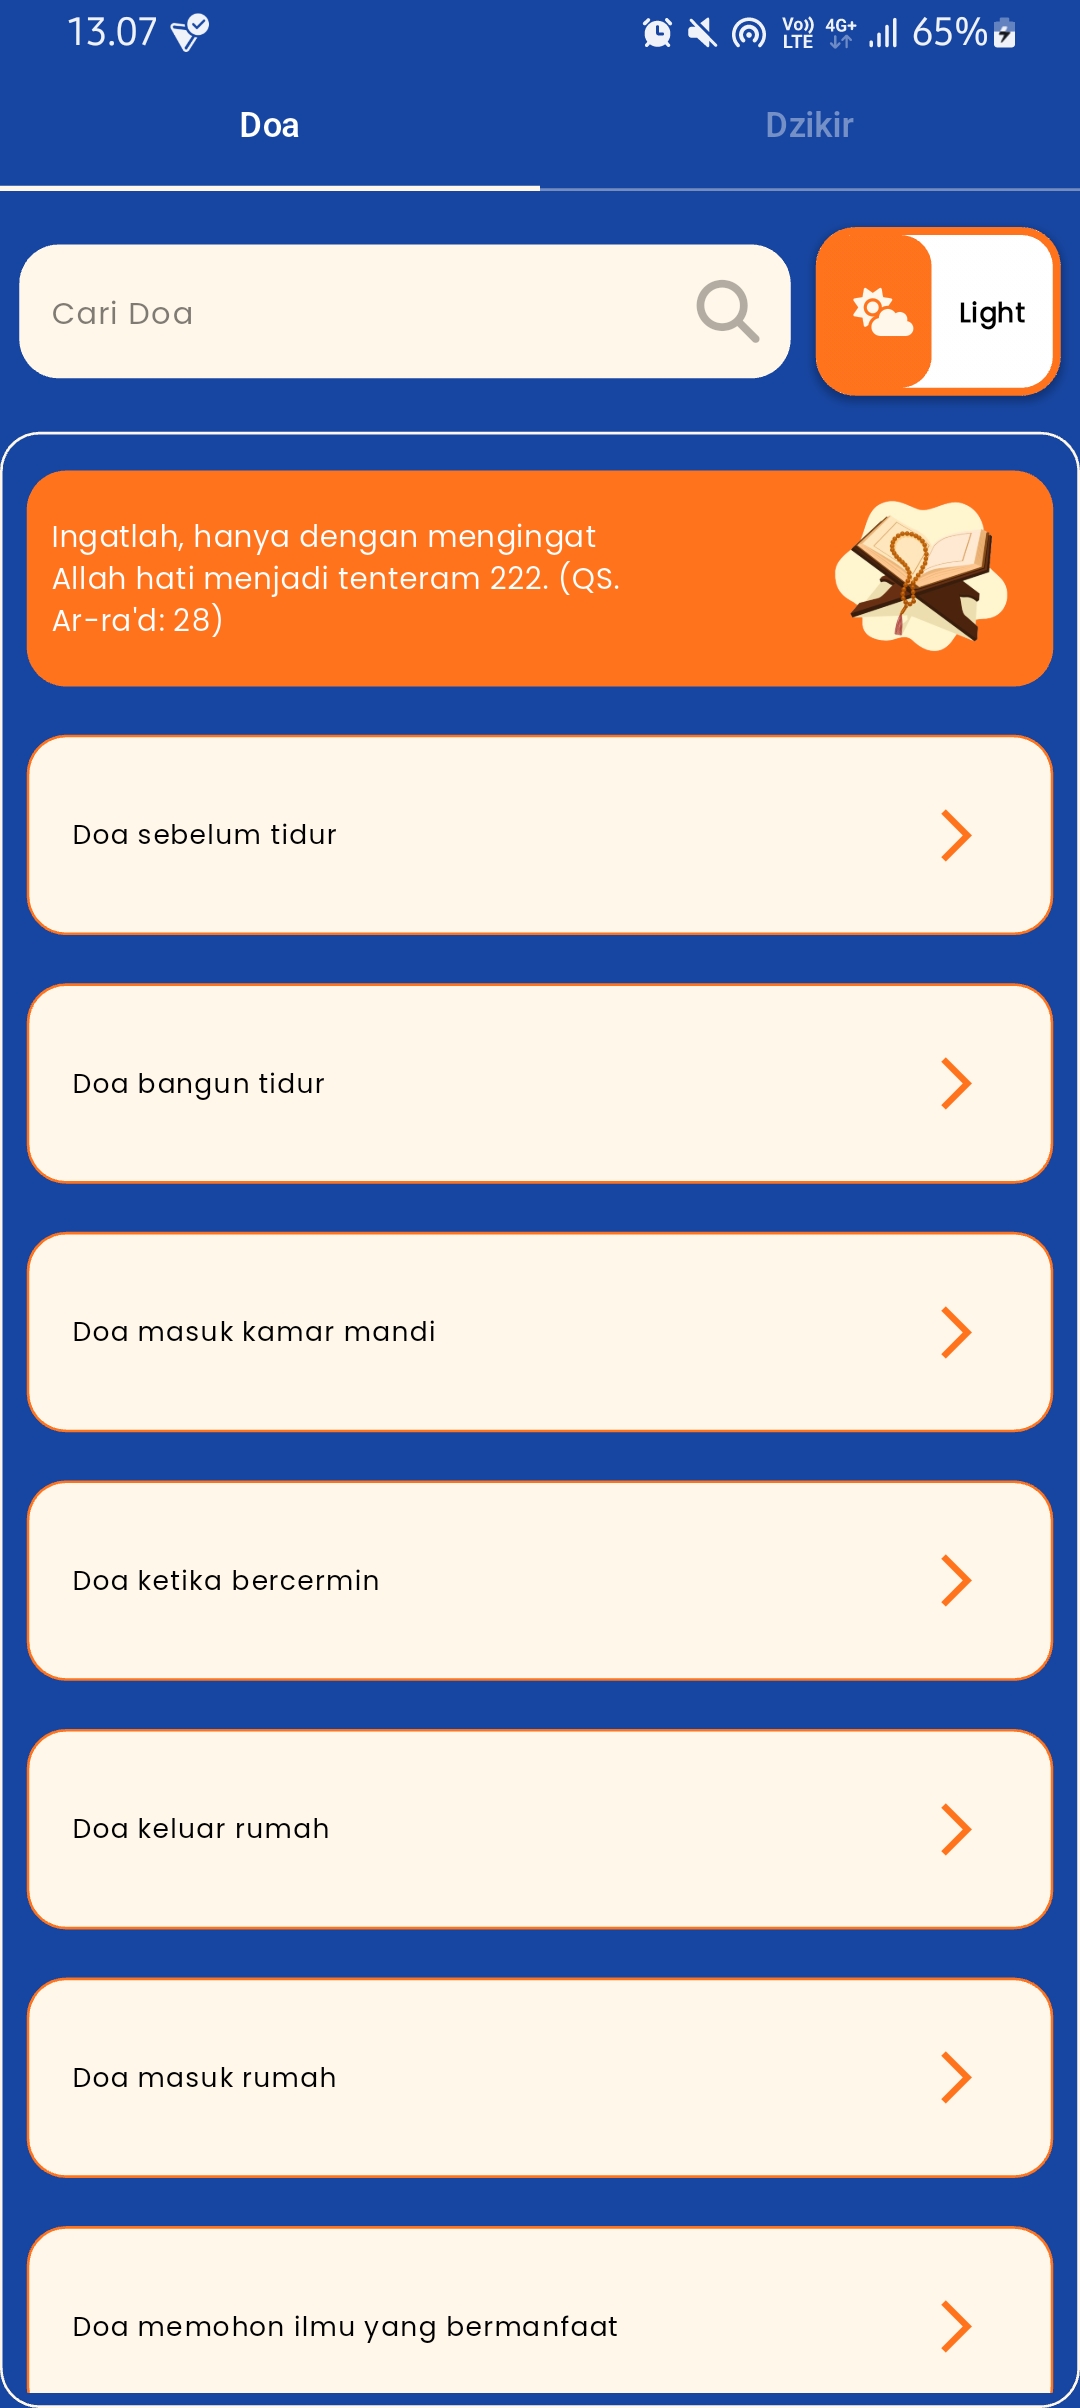 13.07
Vo)) LTE 4G+ 65%
Doa
Dzikir
Cari Doa
Light
Ingatlah, hanya dengan mengingat
Allah hati menjadi tenteram 222. (QS.
Ar-ra'd: 28)
Doa sebelum tidur
Doa bangun tidur
Doa masuk kamar mandi
Doa ketika bercermin
Doa keluar rumah
Doa masuk rumah
Doa memohon ilmu yang bermanfaat